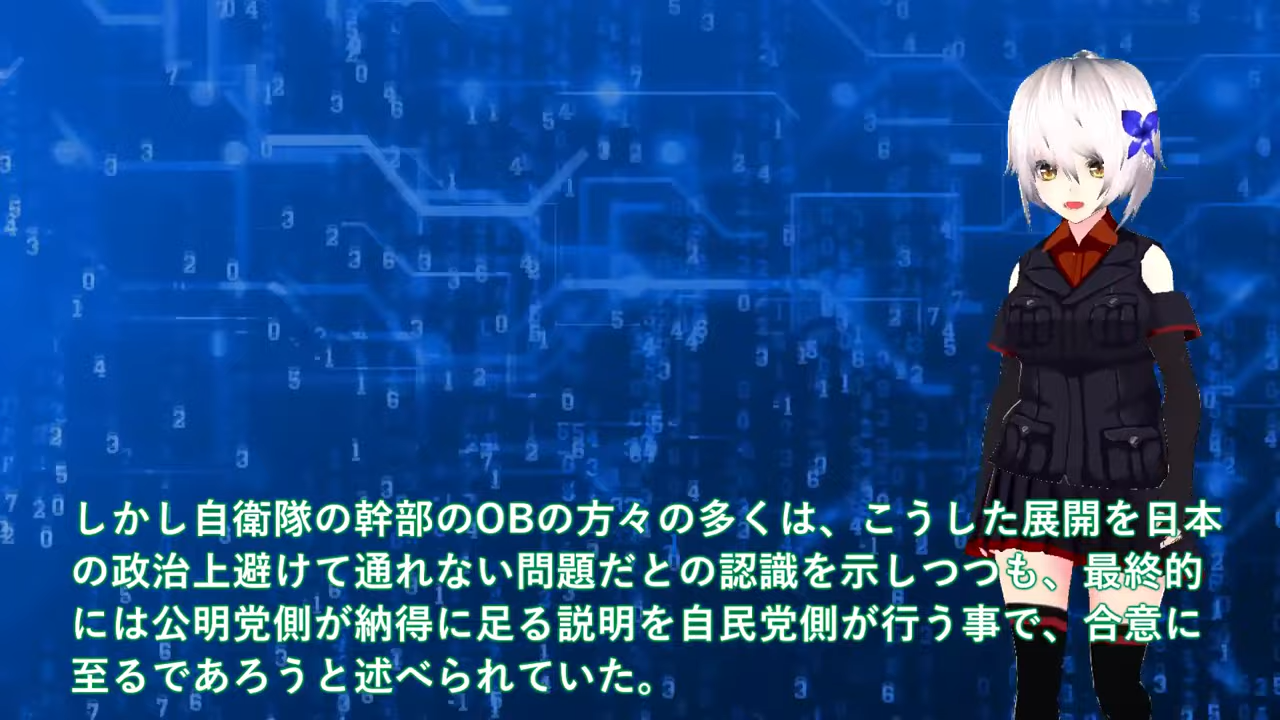 しかし自衛隊の幹部のOBの方々の多くは、こうした展開を日本
の政治上避けて通れない問題だとの認識を示しつつも、最終的
には公明党側が納得に足る説明を自民党側が行う事で、合意に
至るであろうと述べられていた。